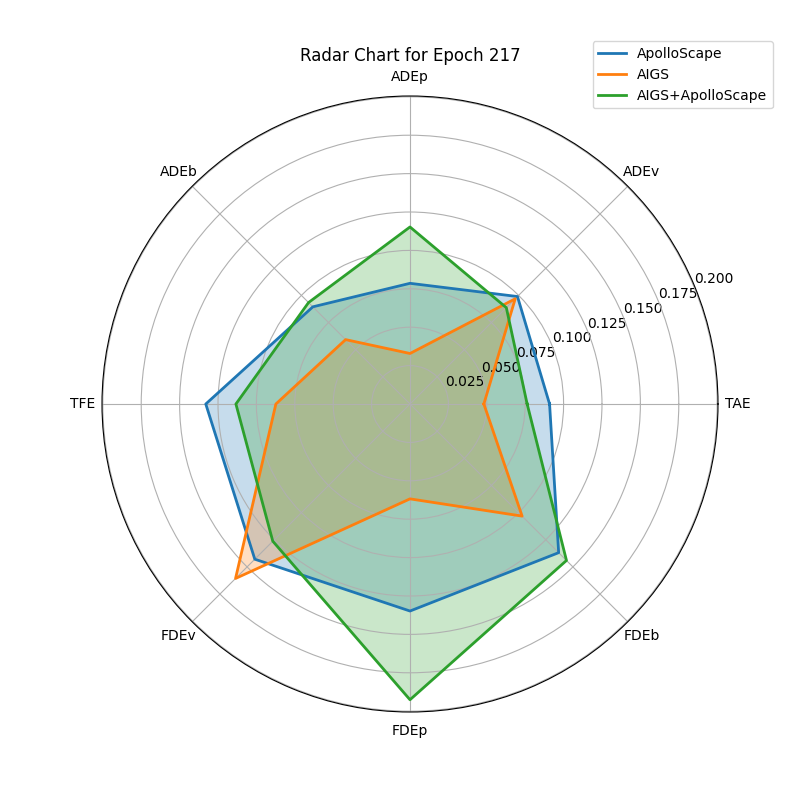 Radar Chart for Epoch 217
ApolloScape
AIGS
AIGS+ApolloScape
ADEp
ADEb
ADEv
0.200
0.175
0.150
0.125
0.100
0.075
0.050
0.025
TFE
TAE
FDEv
FDEb
FDEp